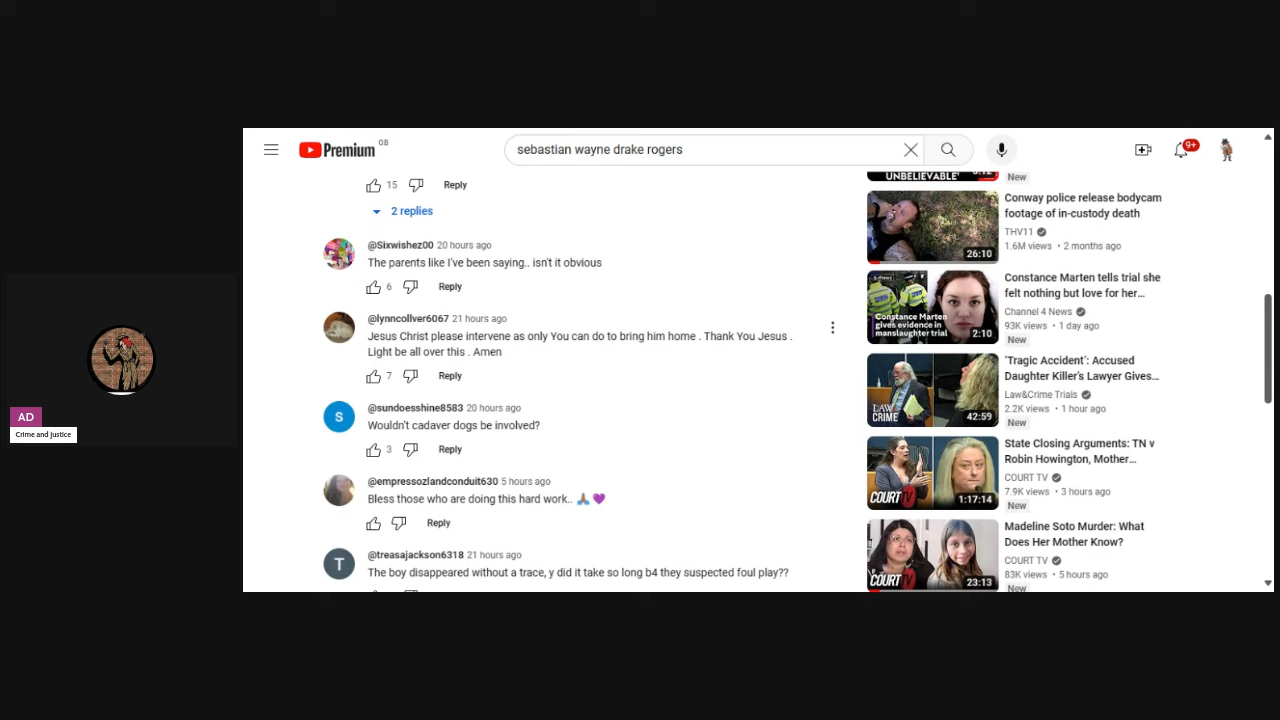 Premium GB
sebastian wayne drake rogers
9+
15 Reply
2 replies
@Sixwishez00 20 hours ago
The parents like I've been saying.. isn't it obvious
6 Reply
@lynncollver6067 21 hours ago
Jesus Christ please intervene as only You can do to bring him home . Thank You Jesus .
Light be all over this . Amen
7 Reply
S
@sundoesshine8583 20 hours ago
Wouldn't cadaver dogs be involved?
3 Reply
@empressozlandconduit630 5 hours ago
Bless those who are doing this hard work.. 🙏🏽 💜
Reply
T
@treasajackson6318 21 hours ago
The boy disappeared without a trace, y did it take so long b4 they suspected foul play??
UNBELIEVABLE'
New
Conway police release bodycam
footage of in-custody death
THV11
1.6M views • 2 months ago
26:10
Constance Marten tells trial she
felt nothing but love for her...
Channel 4 News
93K views • 1 day ago
New
Constance Marten
gives evidence in
manslaughter trial
2:10
'Tragic Accident': Accused
Daughter Killer's Lawyer Gives...
Law&Crime Trials
2.2K views • 1 hour ago
New
LAW
CRIME
42:59
State Closing Arguments: TN v
Robin Howington, Mother...
COURT TV
7.9K views • 3 hours ago
New
COURT TV
1:17:14
Madeline Soto Murder: What
Does Her Mother Know?
COURT TV
83K views • 5 hours ago
New
COURT TV
23:13
AD
Crime and Justice